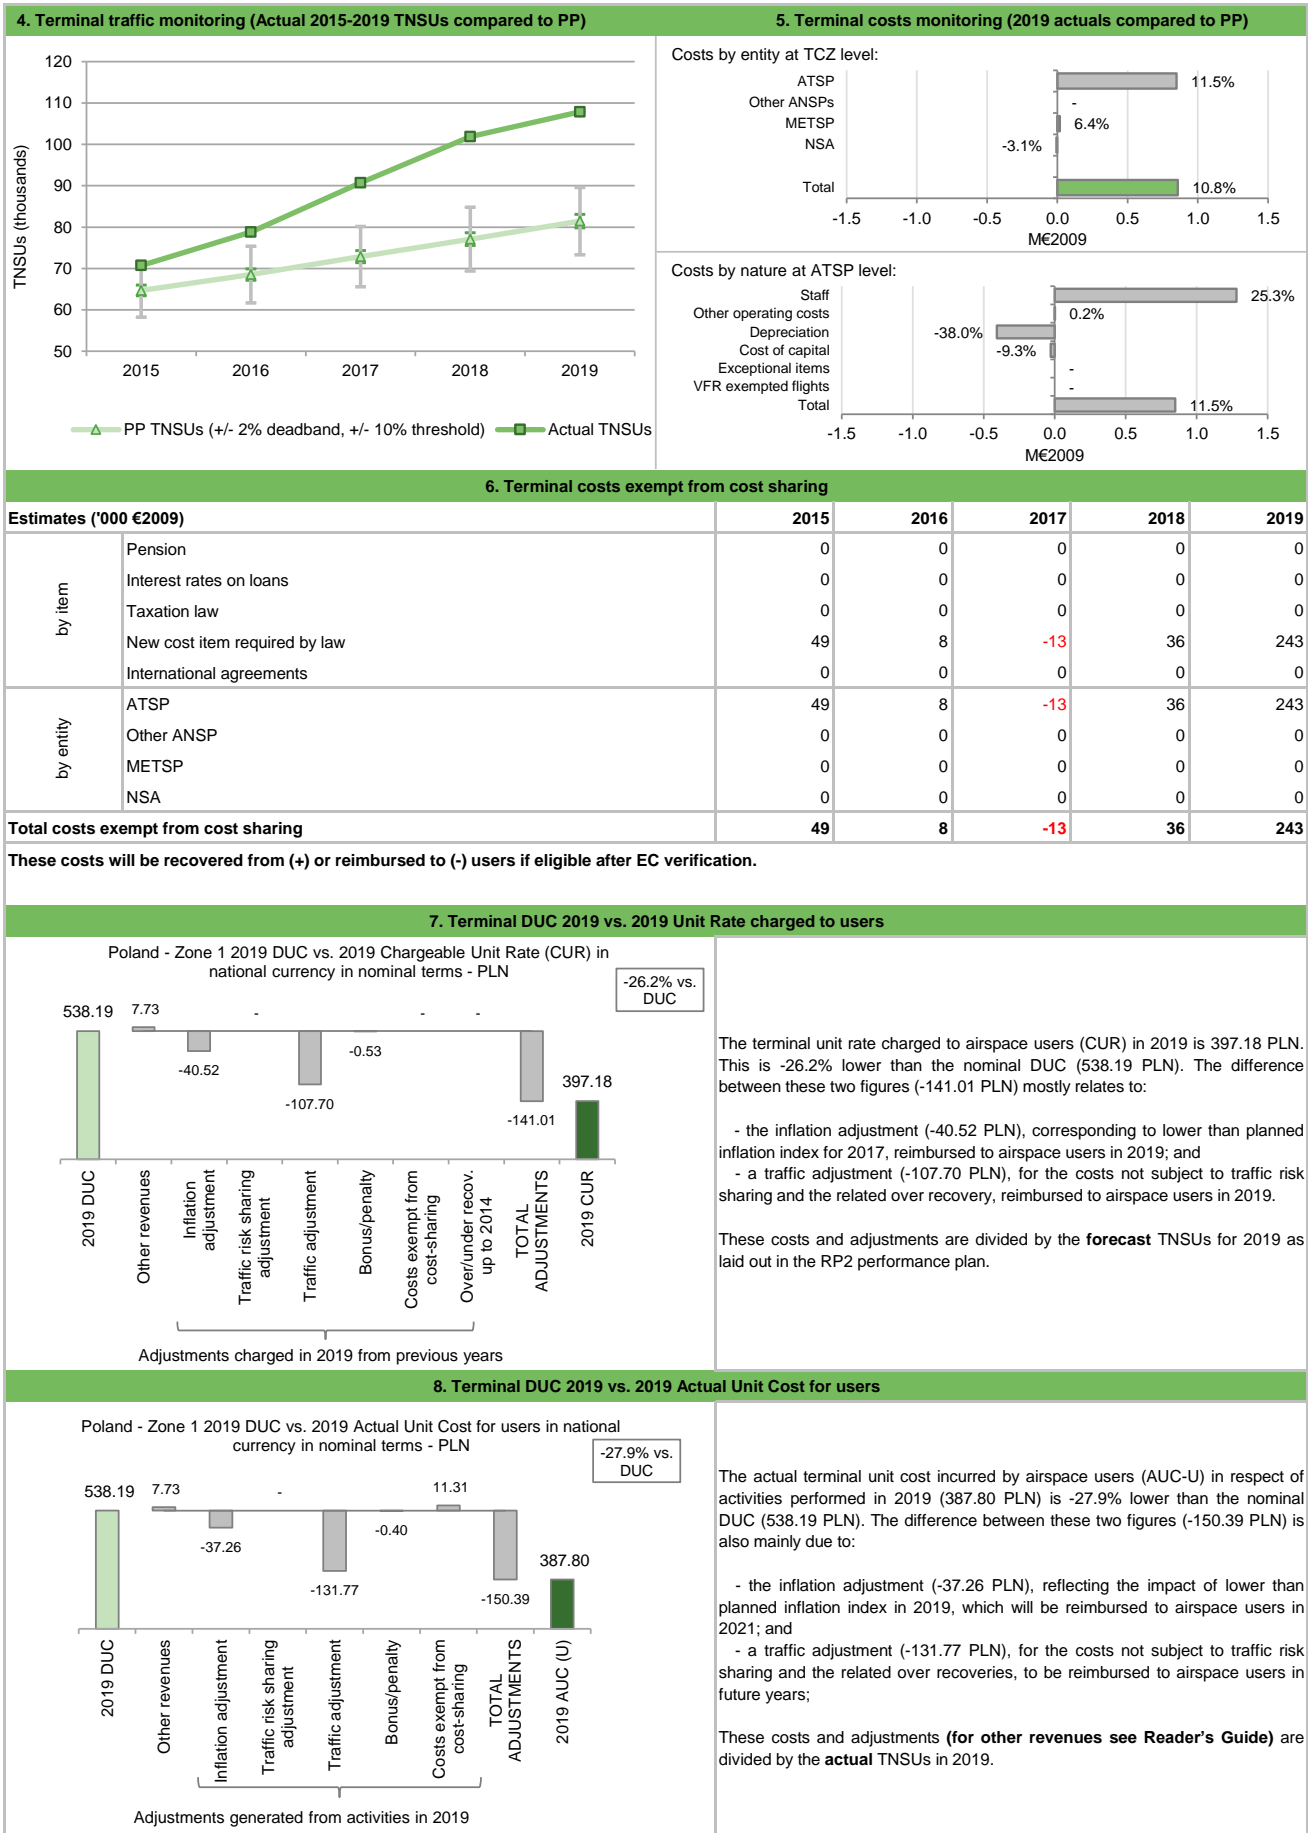 4. Terminal traffic monitoring (Actual 2015-2019 TNSUs compared to PP)
120
110
100
90
80
70
60
50
TNSUs (thousands)
2015 2016 2017 2018 2019
PP TNSUs (+/- 2% deadband, +/- 10% threshold) Actual TNSUs
5. Terminal costs monitoring (2019 actuals compared to PP)
Costs by entity at TCZ level:
ATSP 11.5%
Other ANSPs -
METSP 6.4%
NSA -3.1%
Total 10.8%
-1.5 -1.0 -0.5 0.0 0.5 1.0 1.5
M€2009
Costs by nature at ATSP level:
Staff 25.3%
Other operating costs 0.2%
Depreciation -38.0%
Cost of capital -9.3%
Exceptional items -
VFR exempted flights -
Total 11.5%
-1.5 -1.0 -0.5 0.0 0.5 1.0 1.5
M€2009
6. Terminal costs exempt from cost sharing
Estimates ('000 €2009) 2015 2016 2017 2018 2019
by item
Pension 0 0 0 0 0
Interest rates on loans 0 0 0 0 0
Taxation law 0 0 0 0 0
New cost item required by law 49 8 -13 36 243
International agreements 0 0 0 0 0
by entity
ATSP 49 8 -13 36 243
Other ANSP 0 0 0 0 0
METSP 0 0 0 0 0
NSA 0 0 0 0 0
Total costs exempt from cost sharing 49 8 -13 36 243
These costs will be recovered from (+) or reimbursed to (-) users if eligible after EC verification.
7. Terminal DUC 2019 vs. 2019 Unit Rate charged to users
Poland - Zone 1 2019 DUC vs. 2019 Chargeable Unit Rate (CUR) in
national currency in nominal terms - PLN
-26.2% vs.
DUC
538.19 7.73 -40.52 - -107.70 -0.53 - - -141.01 397.18
2019 DUC
Other revenues
Inflation
adjustment
Traffic risk sharing
adjustment
Traffic adjustment
Bonus/penalty
Costs exempt from
cost-sharing
Over/under recov.
up to 2014
TOTAL
ADJUSTMENTS
2019 CUR
Adjustments charged in 2019 from previous years
The terminal unit rate charged to airspace users (CUR) in 2019 is 397.18 PLN.
This is -26.2% lower than the nominal DUC (538.19 PLN). The difference
between these two figures (-141.01 PLN) mostly relates to:
- the inflation adjustment (-40.52 PLN), corresponding to lower than planned
inflation index for 2017, reimbursed to airspace users in 2019; and
- a traffic adjustment (-107.70 PLN), for the costs not subject to traffic risk
sharing and the related over recovery, reimbursed to airspace users in 2019.
These costs and adjustments are divided by the forecast TNSUs for 2019 as
laid out in the RP2 performance plan.
8. Terminal DUC 2019 vs. 2019 Actual Unit Cost for users
Poland - Zone 1 2019 DUC vs. 2019 Actual Unit Cost for users in national
currency in nominal terms - PLN
-27.9% vs.
DUC
538.19 7.73 -37.26 - -131.77 -0.40 11.31 -150.39 387.80
2019 DUC
Other revenues
Inflation adjustment
Traffic risk sharing
adjustment
Traffic adjustment
Bonus/penalty
Costs exempt from
cost-sharing
TOTAL
ADJUSTMENTS
2019 AUC (U)
Adjustments generated from activities in 2019
The actual terminal unit cost incurred by airspace users (AUC-U) in respect of
activities performed in 2019 (387.80 PLN) is -27.9% lower than the nominal
DUC (538.19 PLN). The difference between these two figures (-150.39 PLN) is
also mainly due to:
- the inflation adjustment (-37.26 PLN), reflecting the impact of lower than
planned inflation index in 2019, which will be reimbursed to airspace users in
2021; and
- a traffic adjustment (-131.77 PLN), for the costs not subject to traffic risk
sharing and the related over recoveries, to be reimbursed to airspace users in
future years;
These costs and adjustments (for other revenues see Reader's Guide) are
divided by the actual TNSUs in 2019.